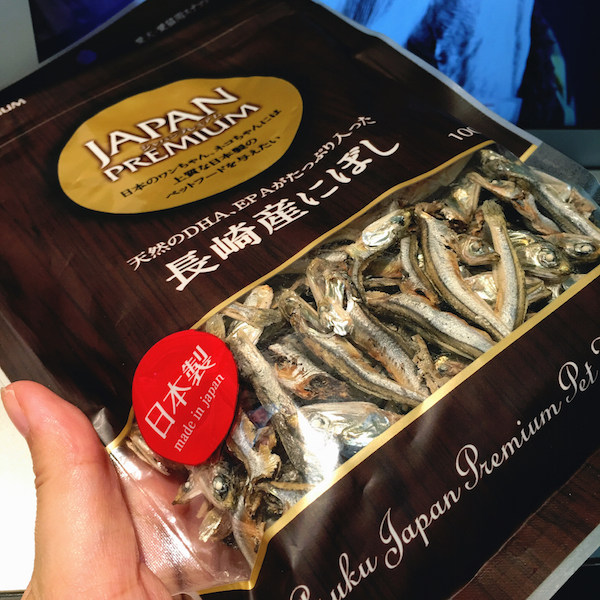 JAPAN
PREMIUM
日本のワンちゃん、ネコちゃんには
上質な日本製の
ペットフードを与えたい
天然のDHA、EPAがたっぷり入った
長崎産にぼし
100
日本製
made in japan
Japan Premium Pet